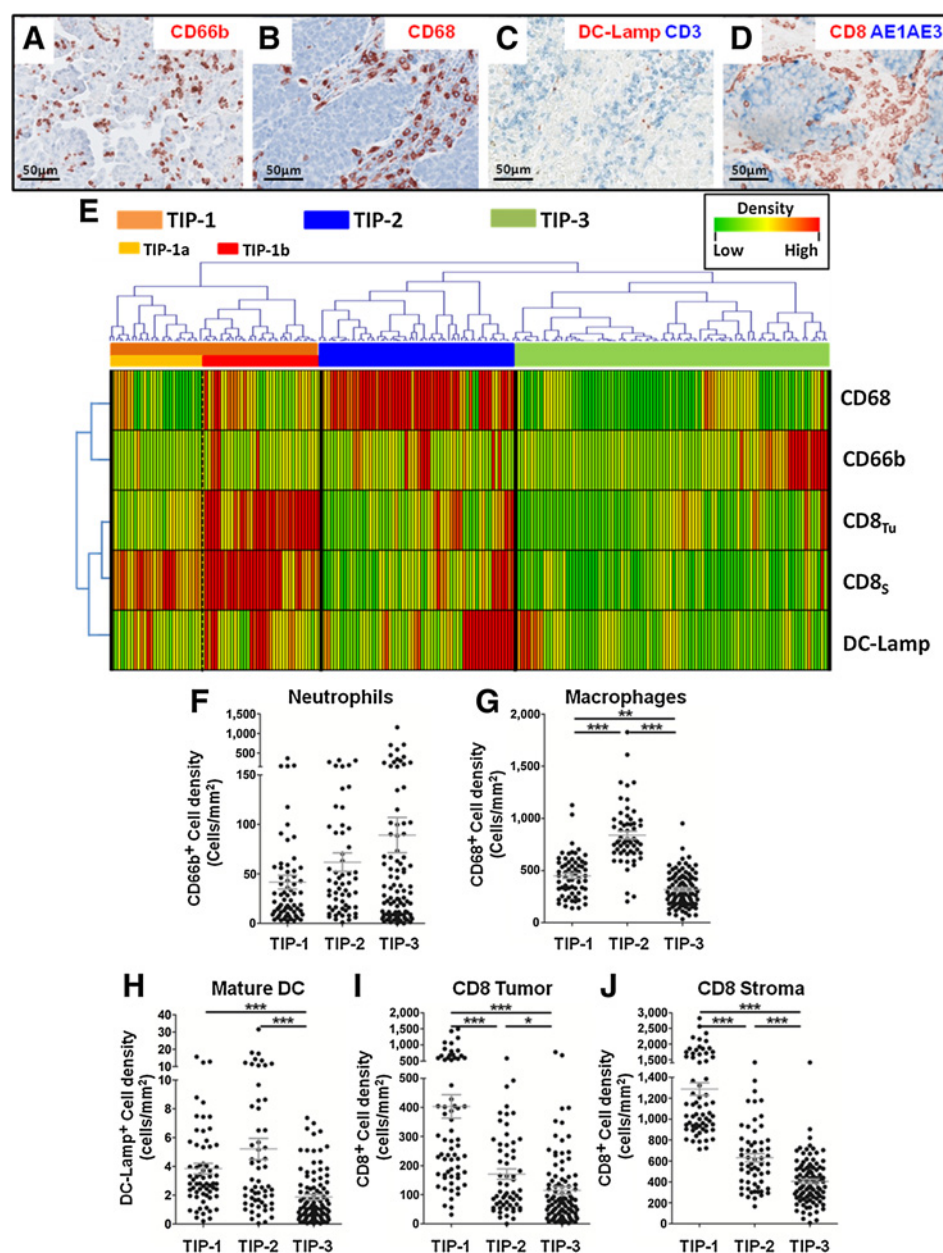 A CD66b
B CD68
C DC-Lamp CD3
D CD8 AE1AE3
50µm 50µm 50µm 50µm
E TIP-1 TIP-2 TIP-3
TIP-1a TIP-1b
Density
Low High
CD68
CD66b
CD8Tu
CD8S
DC-Lamp
F Neutrophils
CD66b+ Cell density
(Cells/mm2)
1,500
1,000
500
150
100
50
0
TIP-1 TIP-2 TIP-3
G Macrophages
** 
*** ***
CD68+ Cell density
(Cells/mm2)
2,000
1,500
1,000
500
0
TIP-1 TIP-2 TIP-3
H Mature DC
***
***
DC-Lamp+ Cell density
(cells/mm2)
40
35
30
25
20
15
10
8
6
4
2
0
TIP-1 TIP-2 TIP-3
I CD8 Tumor
***
*** *
CD8+ Cell density
(cells/mm2)
2,000
1,500
1,000
500
400
300
200
100
0
TIP-1 TIP-2 TIP-3
J CD8 Stroma
***
*** ***
CD8+ Cell density
(cells/mm2)
3,000
2,500
2,000
1,500
1,400
1,200
1,000
800
600
400
200
0
TIP-1 TIP-2 TIP-3